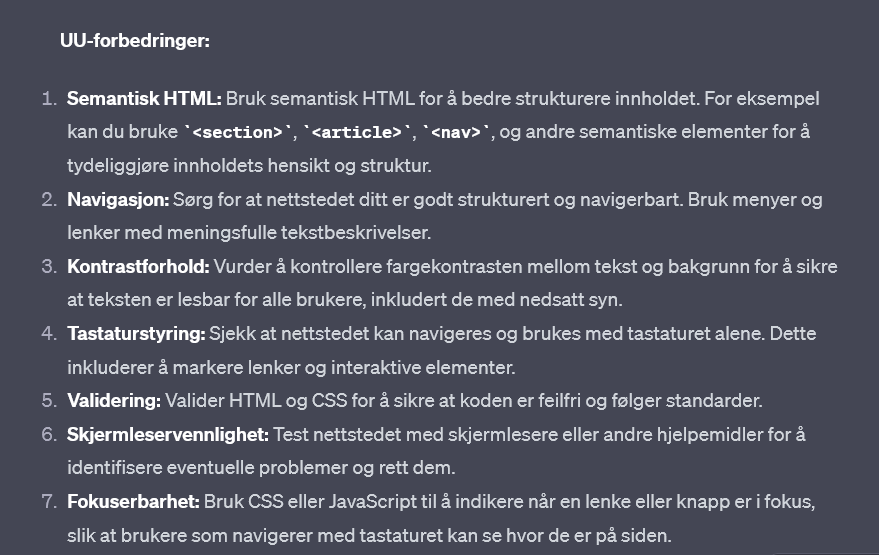 UU-forbedringer:
1. Semantisk HTML: Bruk semantisk HTML for å bedre strukturere innholdet. For eksempel
kan du bruke `<section>`, `<article>`, `<nav>`, og andre semantiske elementer for å
tydeliggjøre innholdets hensikt og struktur.
2. Navigasjon: Sørg for at nettstedet ditt er godt strukturert og navigerbart. Bruk menyer og
lenker med meningsfulle tekstbeskrivelser.
3. Kontrastforhold: Vurder å kontrollere fargekontrasten mellom tekst og bakgrunn for å sikre
at teksten er lesbar for alle brukere, inkludert de med nedsatt syn.
4. Tastaturstyring: Sjekk at nettstedet kan navigeres og brukes med tastaturet alene. Dette
inkluderer å markere lenker og interaktive elementer.
5. Validering: Valider HTML og CSS for å sikre at koden er feilfri og følger standarder.
6. Skjermleservennlighet: Test nettstedet med skjermlesere eller andre hjelpemidler for å
identifisere eventuelle problemer og rett dem.
7. Fokuserbarhet: Bruk CSS eller JavaScript til å indikere når en lenke eller knapp er i fokus,
slik at brukere som navigerer med tastaturet kan se hvor de er på siden.